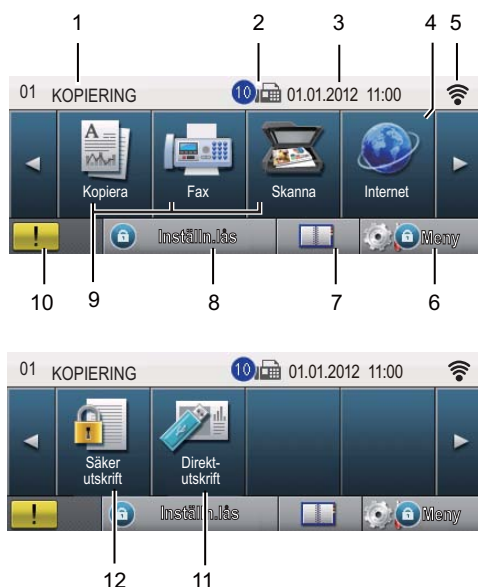 1 2 3 4 5
01 KOPIERING 10 01.01.2012 11:00
A
Kopiera Fax Skanna Internet
! Inställn.lås Meny
10 9 8 7 6
01 KOPIERING 10 01.01.2012 11:00
Säker utskrift
Direkt-utskrift
! Inställn.lås Meny
12 11